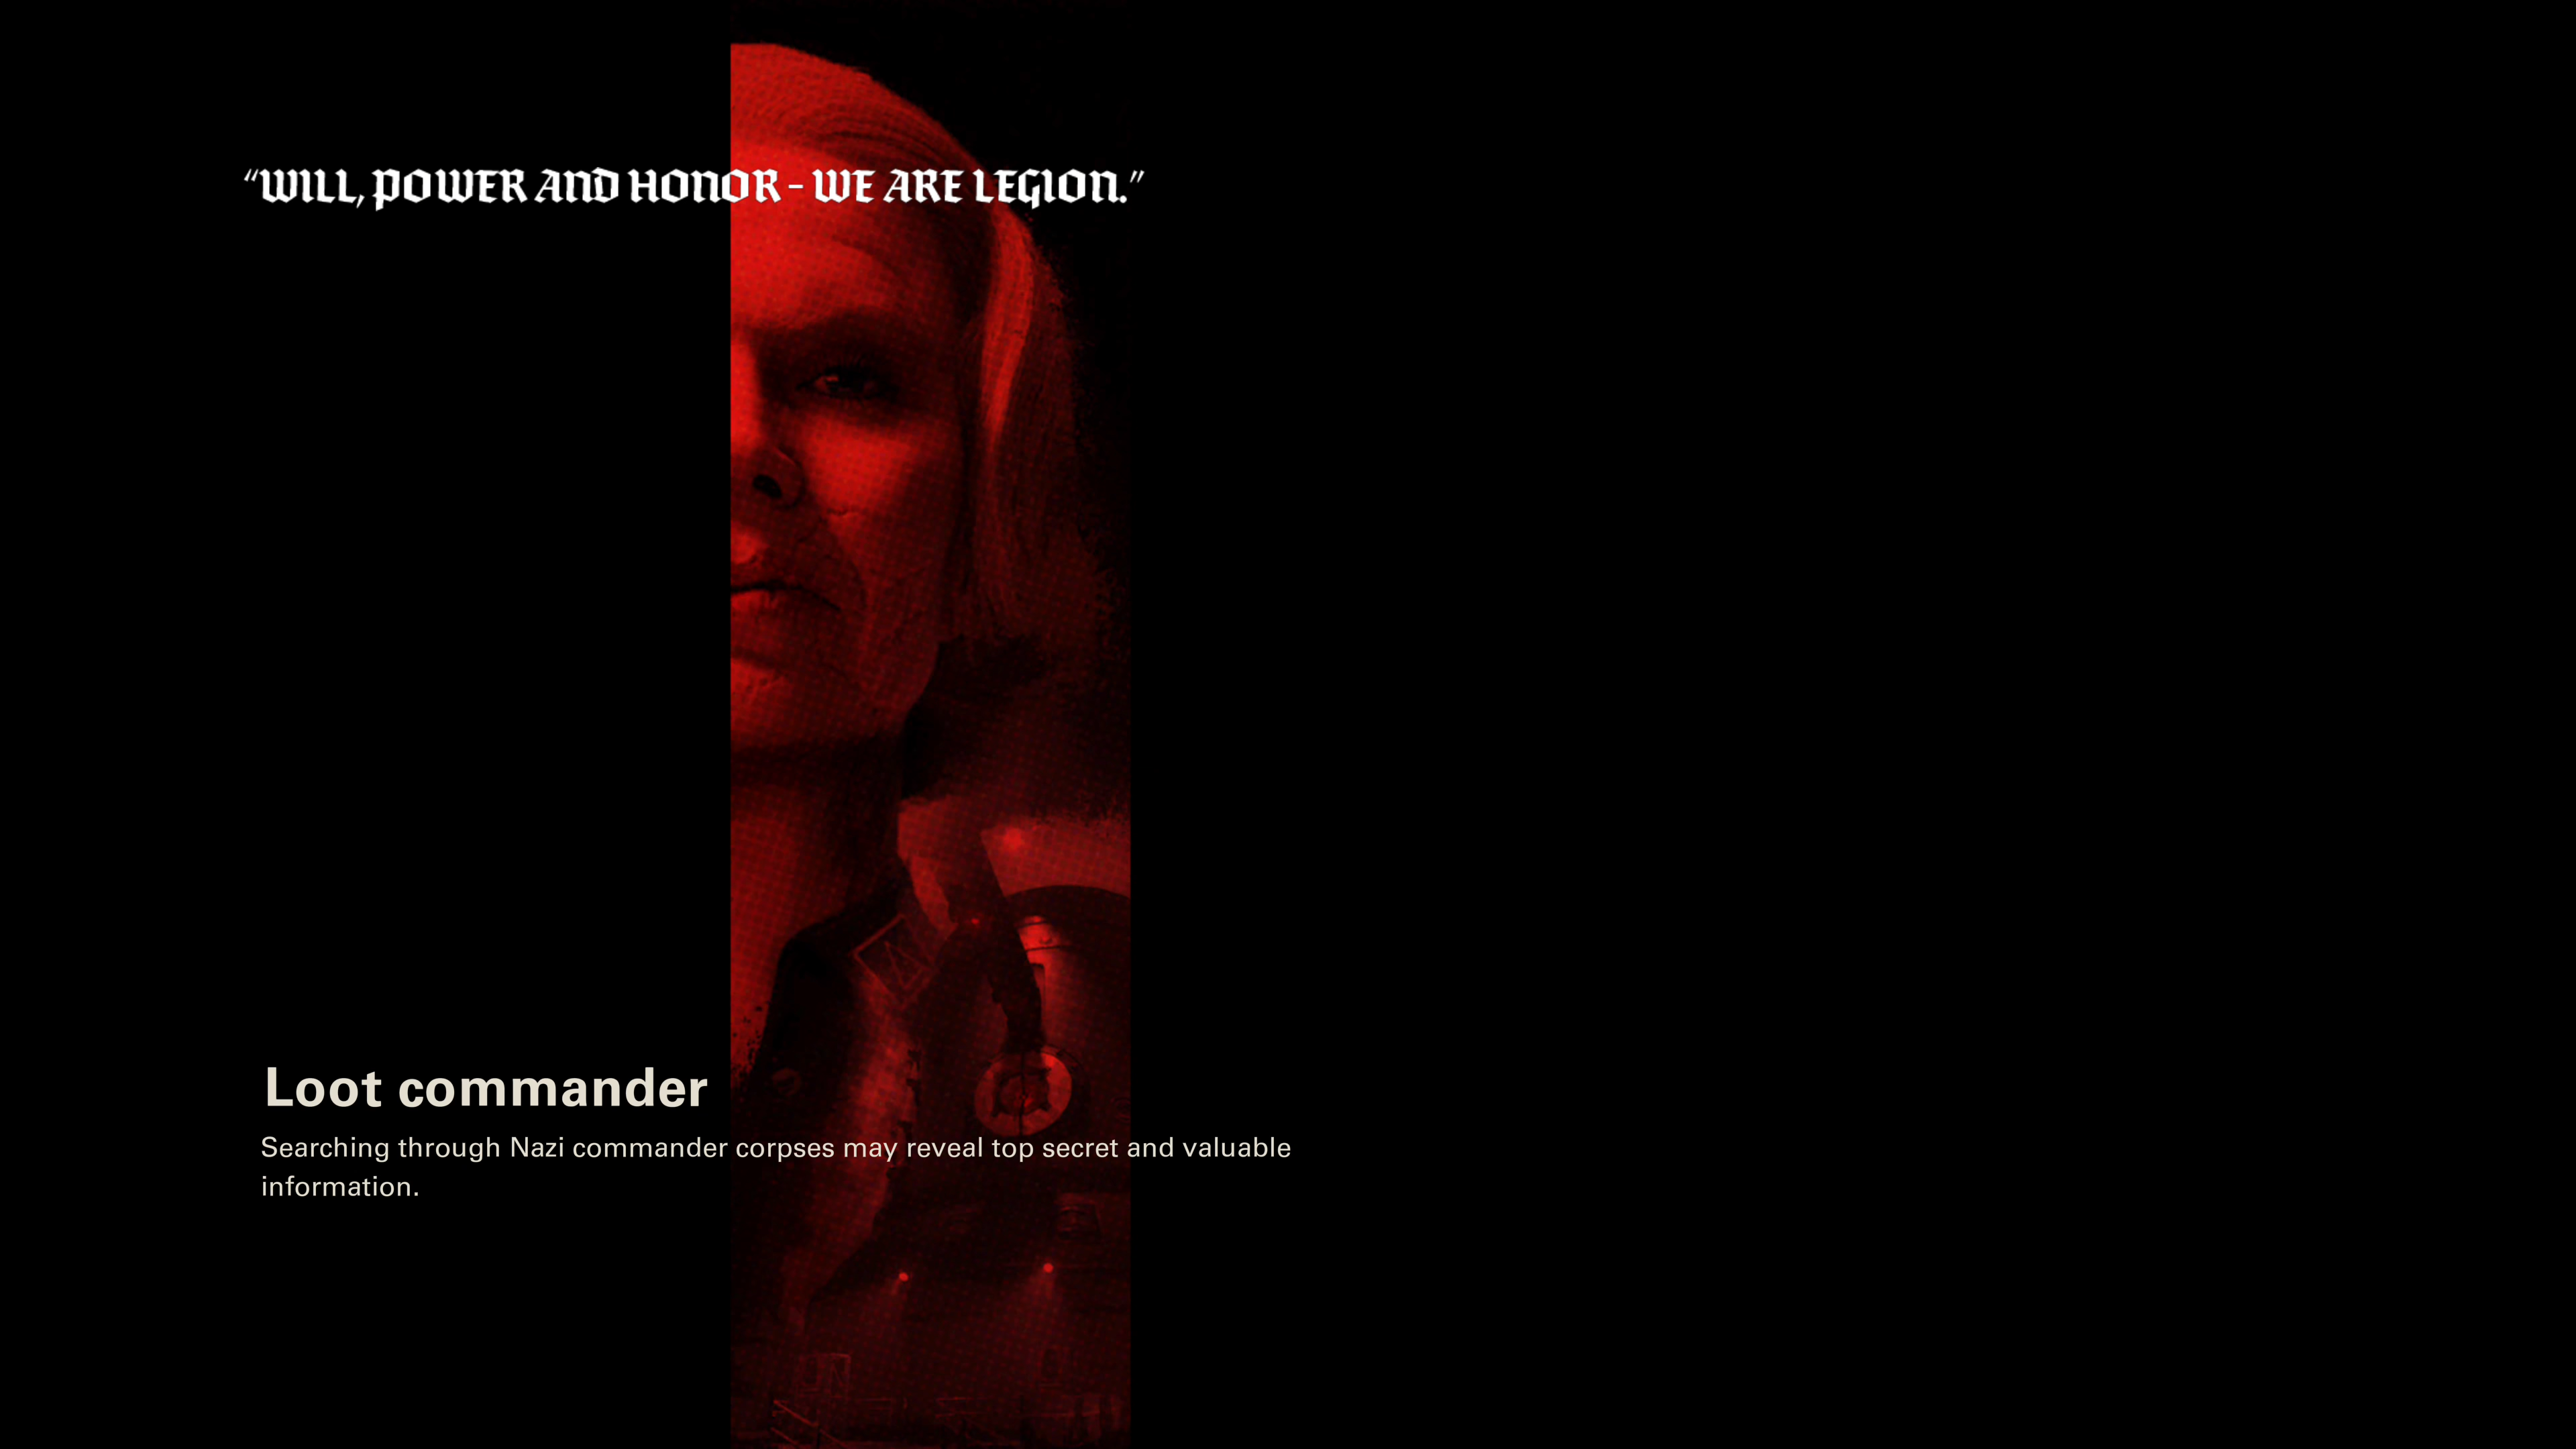 “WILL, POWER AND HONOR – WE ARE LEGION.”
Loot commander
Searching through Nazi commander corpses may reveal top secret and valuable
information.